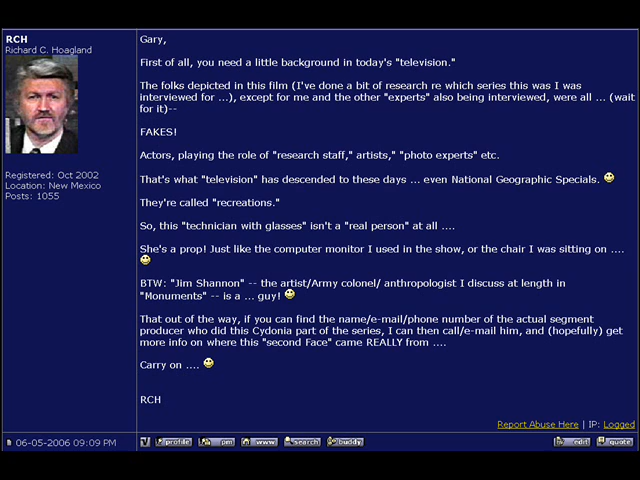 RCH
Richard C. Hoagland
Registered: Oct 2002
Location: New Mexico
Posts: 1055
Gary,
First of all, you need a little background in today's "television."
The folks depicted in this film (I've done a bit of research re which series this was I was
interviewed for ...), except for me and the other "experts" also being interviewed, were all ... (wait
for it)--
FAKES!
Actors, playing the role of "research staff," artists," "photo experts" etc.
That's what "television" has descended to these days ... even National Geographic Specials.
They're called "recreations."
So, this "technician with glasses" isn't a "real person" at all ....
She's a prop! Just like the computer monitor I used in the show, or the chair I was sitting on ....
BTW: "Jim Shannon" -- the artist/Army colonel/ anthropologist I discuss at length in
"Monuments" -- is a ... guy!
That out of the way, if you can find the name/e-mail/phone number of the actual segment
producer who did this Cydonia part of the series, I can then call/e-mail him, and (hopefully) get
more info on where this "second Face" came REALLY from ....
Carry on ....
RCH
Report Abuse Here | IP: Logged
06-05-2006 09:09 PM
V profile pm www search buddy edit quote